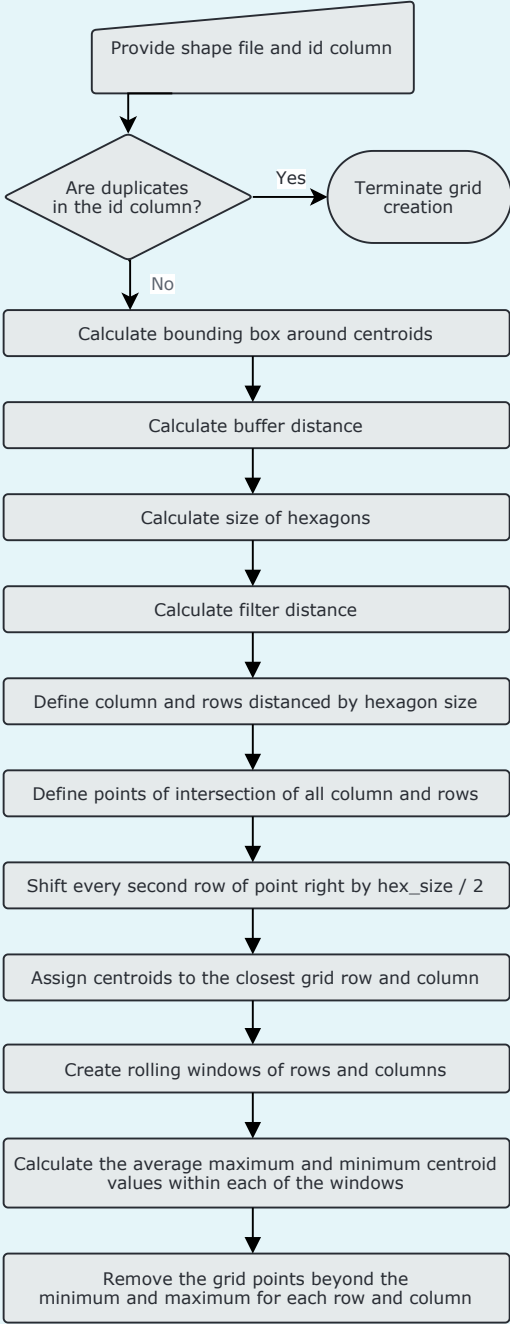 Provide shape file and id column
Are duplicates
in the id column?
Yes
Terminate grid
creation
No
Calculate bounding box around centroids
Calculate buffer distance
Calculate size of hexagons
Calculate filter distance
Define column and rows distanced by hexagon size
Define points of intersection of all column and rows
Shift every second row of point right by hex_size / 2
Assign centroids to the closest grid row and column
Create rolling windows of rows and columns
Calculate the average maximum and minimum centroid
values within each of the windows
Remove the grid points beyond the
minimum and maximum for each row and column